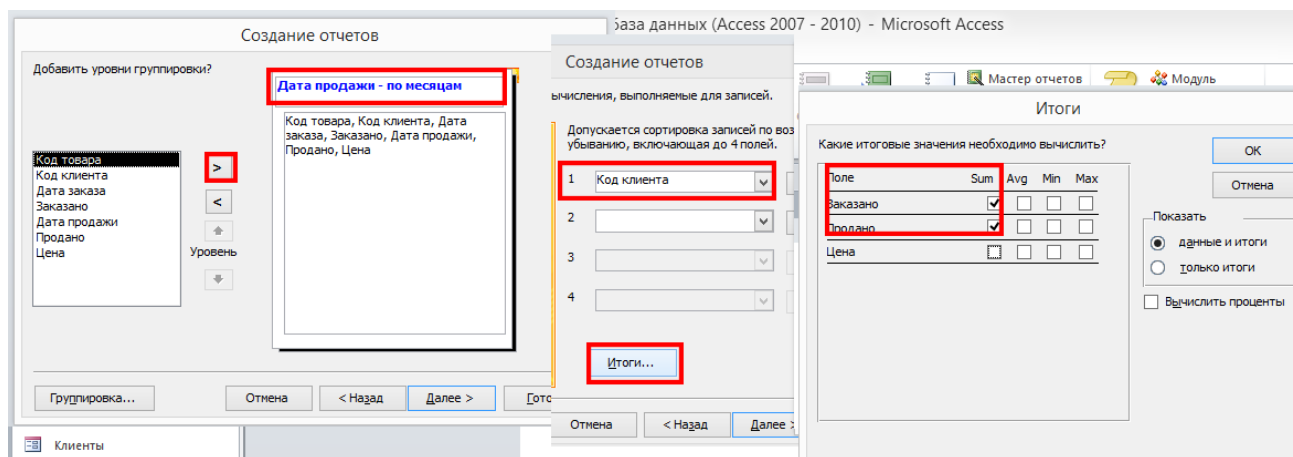 Создание отчетов
Добавить уровни группировки?
Дата продажи - по месяцам
Код товара, Код клиента, Дата
заказа, Заказано, Дата продажи,
Продано, Цена
Код товара
Код клиента
Дата заказа
Заказано
Дата продажи
Продано
Цена
>
<
Уровень
Группировка...
Отмена
< Назад
Далее >
Гото
Клиенты
База данных (Access 2007 - 2010) - Microsoft Access
Мастер отчетов
Модуль
Создание отчетов
ычисления, выполняемые для записей.
Допускается сортировка записей по воз
убыванию, включающая до 4 полей.
1 Код клиента
2
3
4
Итоги...
Отмена
< Назад
Далее >
Итоги
Какие итоговые значения необходимо вычислить?
Поле Sum Avg Min Max
Заказано
Продано
Цена
ОК
Отмена
Показать
данные и итоги
только итоги
Вычислить проценты